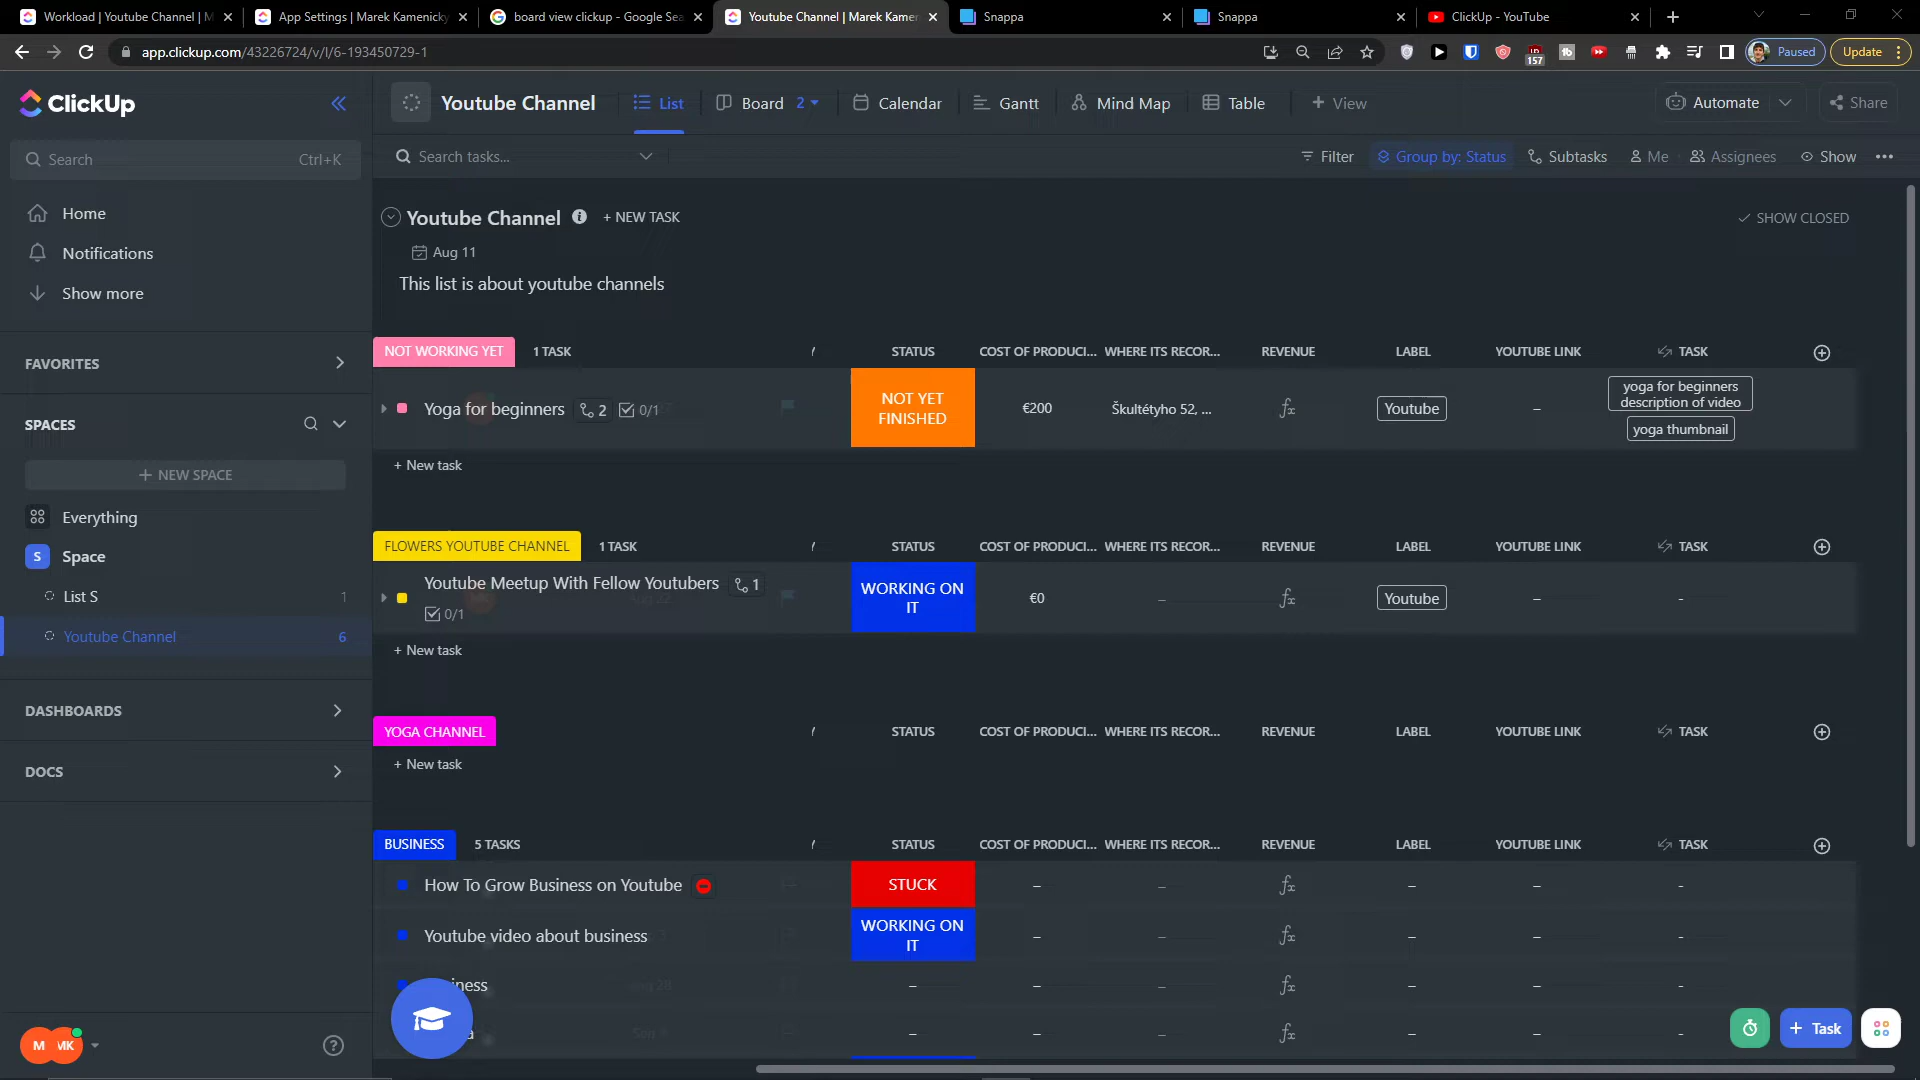 Workload | Youtube Channel | M
App Settings | Marek Kamenicky
board view clickup - Google Sea
Youtube Channel | Marek Kamen
Snappa
Snappa
ClickUp - YouTube
app.clickup.com/43226724/v/l/6-193450729-1
157
Paused
Update
ClickUp
Youtube Channel
List
Board 2
Calendar
Gantt
Mind Map
Table
+ View
Automate
Share
Search Ctrl+K
Search tasks...
Filter
Group by: Status
Subtasks
Me
Assignees
Show
Home
Notifications
Show more
FAVORITES
SPACES
+ NEW SPACE
Everything
S Space
List S 1
Youtube Channel 6
DASHBOARDS
DOCS
M MK
Youtube Channel + NEW TASK
SHOW CLOSED
Aug 11
This list is about youtube channels
NOT WORKING YET 1 TASK STATUS COST OF PRODUCI... WHERE ITS RECOR... REVENUE LABEL YOUTUBE LINK TASK
Yoga for beginners 2 0/1 NOT YET FINISHED €200 Škultétyho 52, ... fx Youtube – yoga for beginners description of video
yoga thumbnail
+ New task
FLOWERS YOUTUBE CHANNEL 1 TASK STATUS COST OF PRODUCI... WHERE ITS RECOR... REVENUE LABEL YOUTUBE LINK TASK
Youtube Meetup With Fellow Youtubers 1 WORKING ON IT €0 – fx Youtube – -
0/1
+ New task
YOGA CHANNEL STATUS COST OF PRODUCI... WHERE ITS RECOR... REVENUE LABEL YOUTUBE LINK TASK
+ New task
BUSINESS 5 TASKS STATUS COST OF PRODUCI... WHERE ITS RECOR... REVENUE LABEL YOUTUBE LINK TASK
How To Grow Business on Youtube STUCK – – fx – – -
Youtube video about business WORKING ON IT – – fx – – -
iness – – – fx – – -
a – – – fx – – -
+ Task